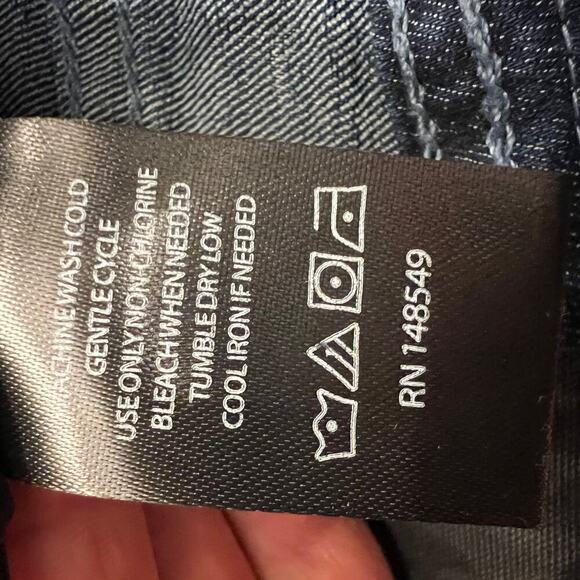 ACHINE WASH COLD
GENTLE CYCLE
USE ONLY NON-CHLORINE
BLEACH WHEN NEEDED
TUMBLE DRY LOW
COOL IRON IF NEEDED
RN 148549